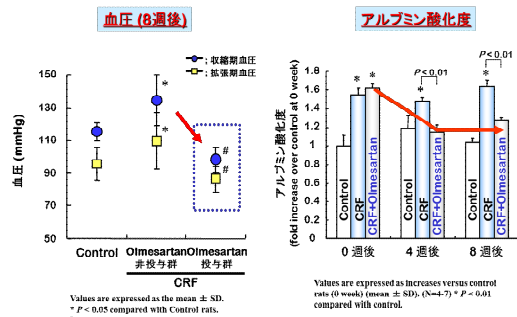 血圧 (8週後)
●; 収縮期血圧
■; 拡張期血圧
血圧 (mmHg)
150
130
110
90
70
50
*
*
#
#
Control
Olmesartan
非投与群
Olmesartan
投与群
CRF
Values are expressed as the mean ± SD.
* P < 0.05 compared with Control rats.
アルブミン酸化度
アルブミン酸化度
(fold increase over control at 0 week)
1.8
1.6
1.4
1.2
1
0.8
0.6
0.4
0.2
0
*
*
*
P < 0.01
*
P < 0.01
Control
CRF
CRF+Olmesartan
Control
CRF
CRF+Olmesartan
Control
CRF
CRF+Olmesartan
0 週後
4 週後
8 週後
Values are expressed as increases versus control
rats (0 week) (mean ± SD). (N=4-7) * P < 0.01
compared with control.